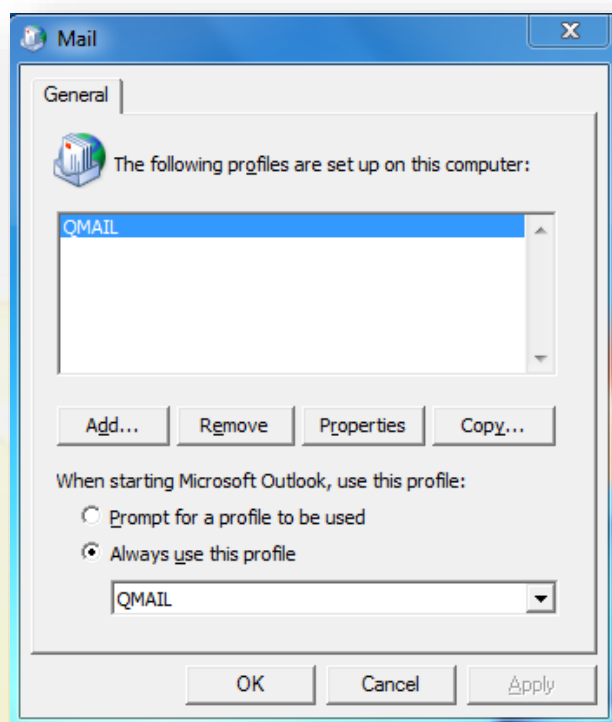 Mail
General
The following profiles are set up on this computer:
QMAIL
Add... Remove Properties Copy...
When starting Microsoft Outlook, use this profile:
Prompt for a profile to be used
Always use this profile
QMAIL
OK Cancel Apply